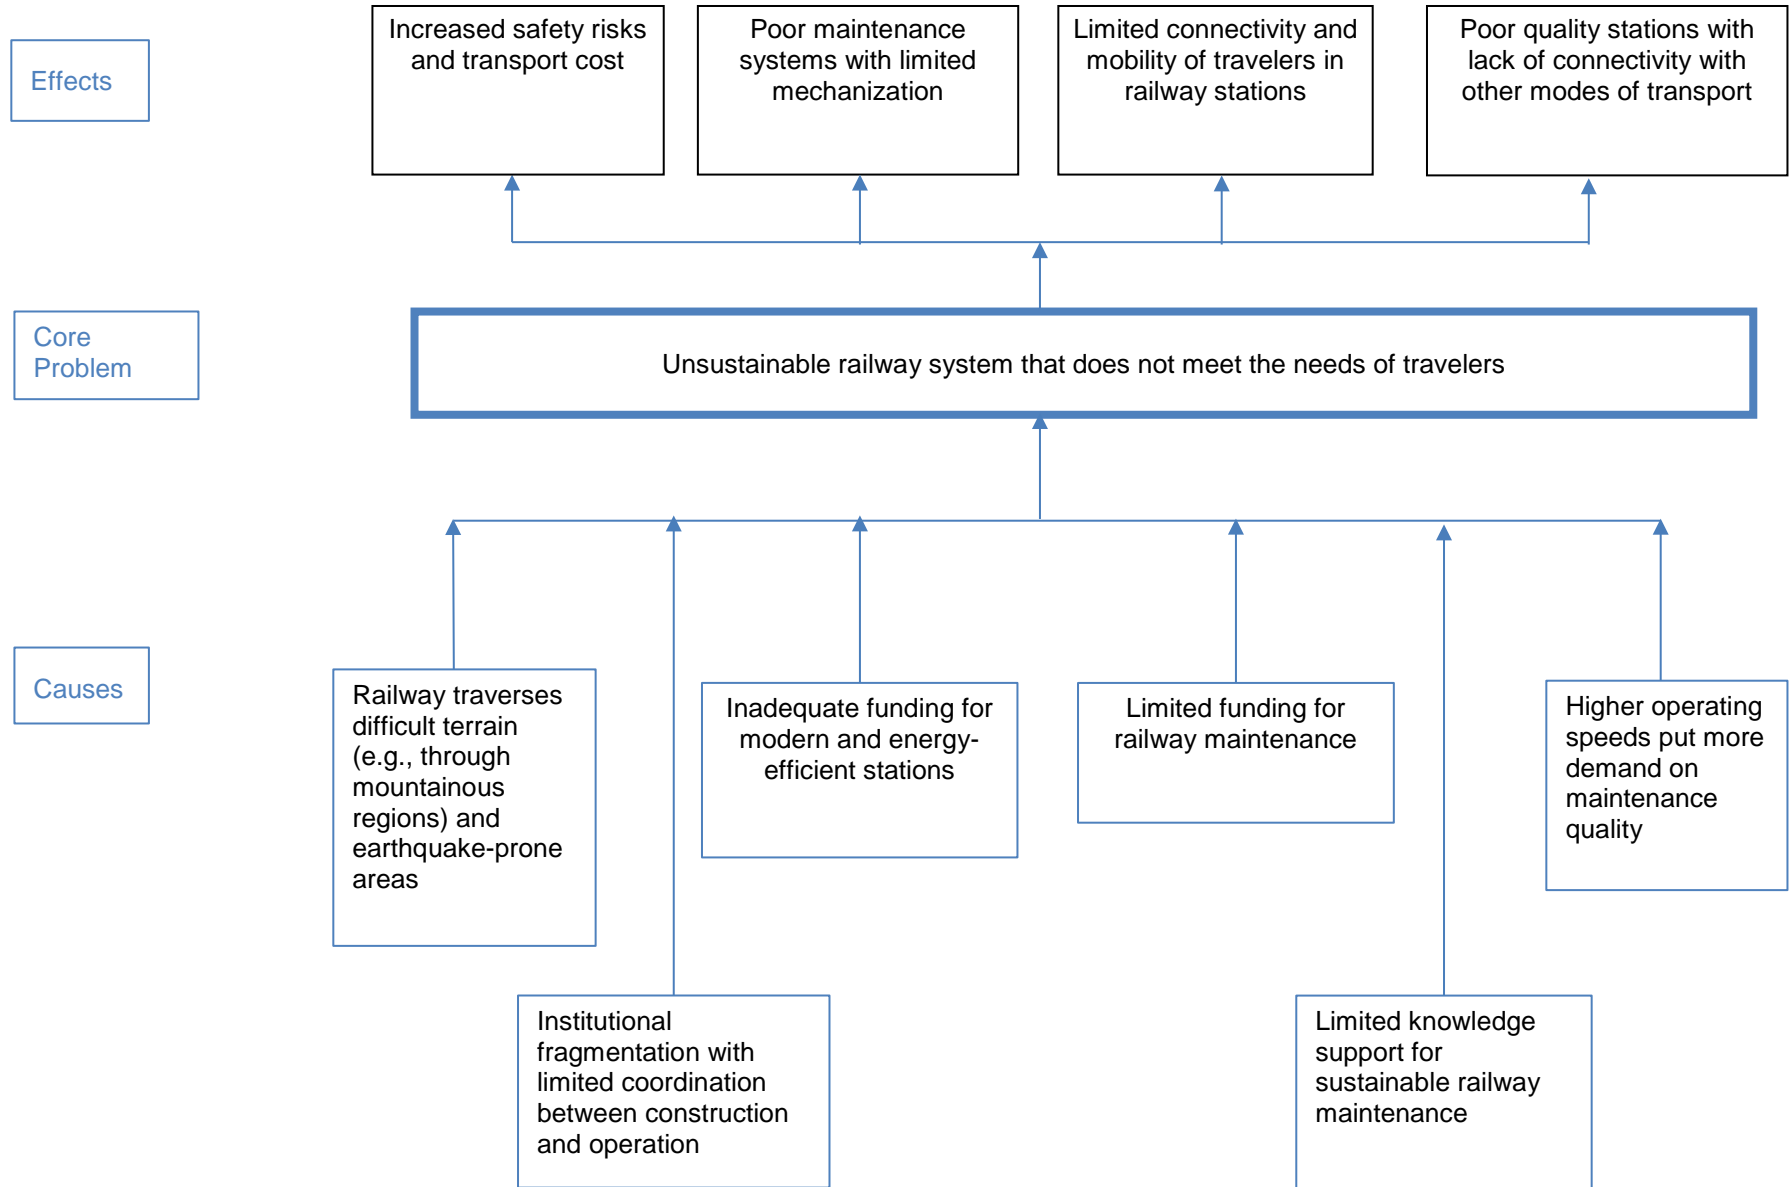 Effects
Increased safety risks
and transport cost
Poor maintenance
systems with limited
mechanization
Limited connectivity and
mobility of travelers in
railway stations
Poor quality stations with
lack of connectivity with
other modes of transport
Core
Problem
Unsustainable railway system that does not meet the needs of travelers
Causes
Railway traverses
difficult terrain
(e.g., through
mountainous
regions) and
earthquake-prone
areas
Inadequate funding for
modern and energy-
efficient stations
Limited funding for
railway maintenance
Higher operating
speeds put more
demand on
maintenance
quality
Institutional
fragmentation with
limited coordination
between construction
and operation
Limited knowledge
support for
sustainable railway
maintenance